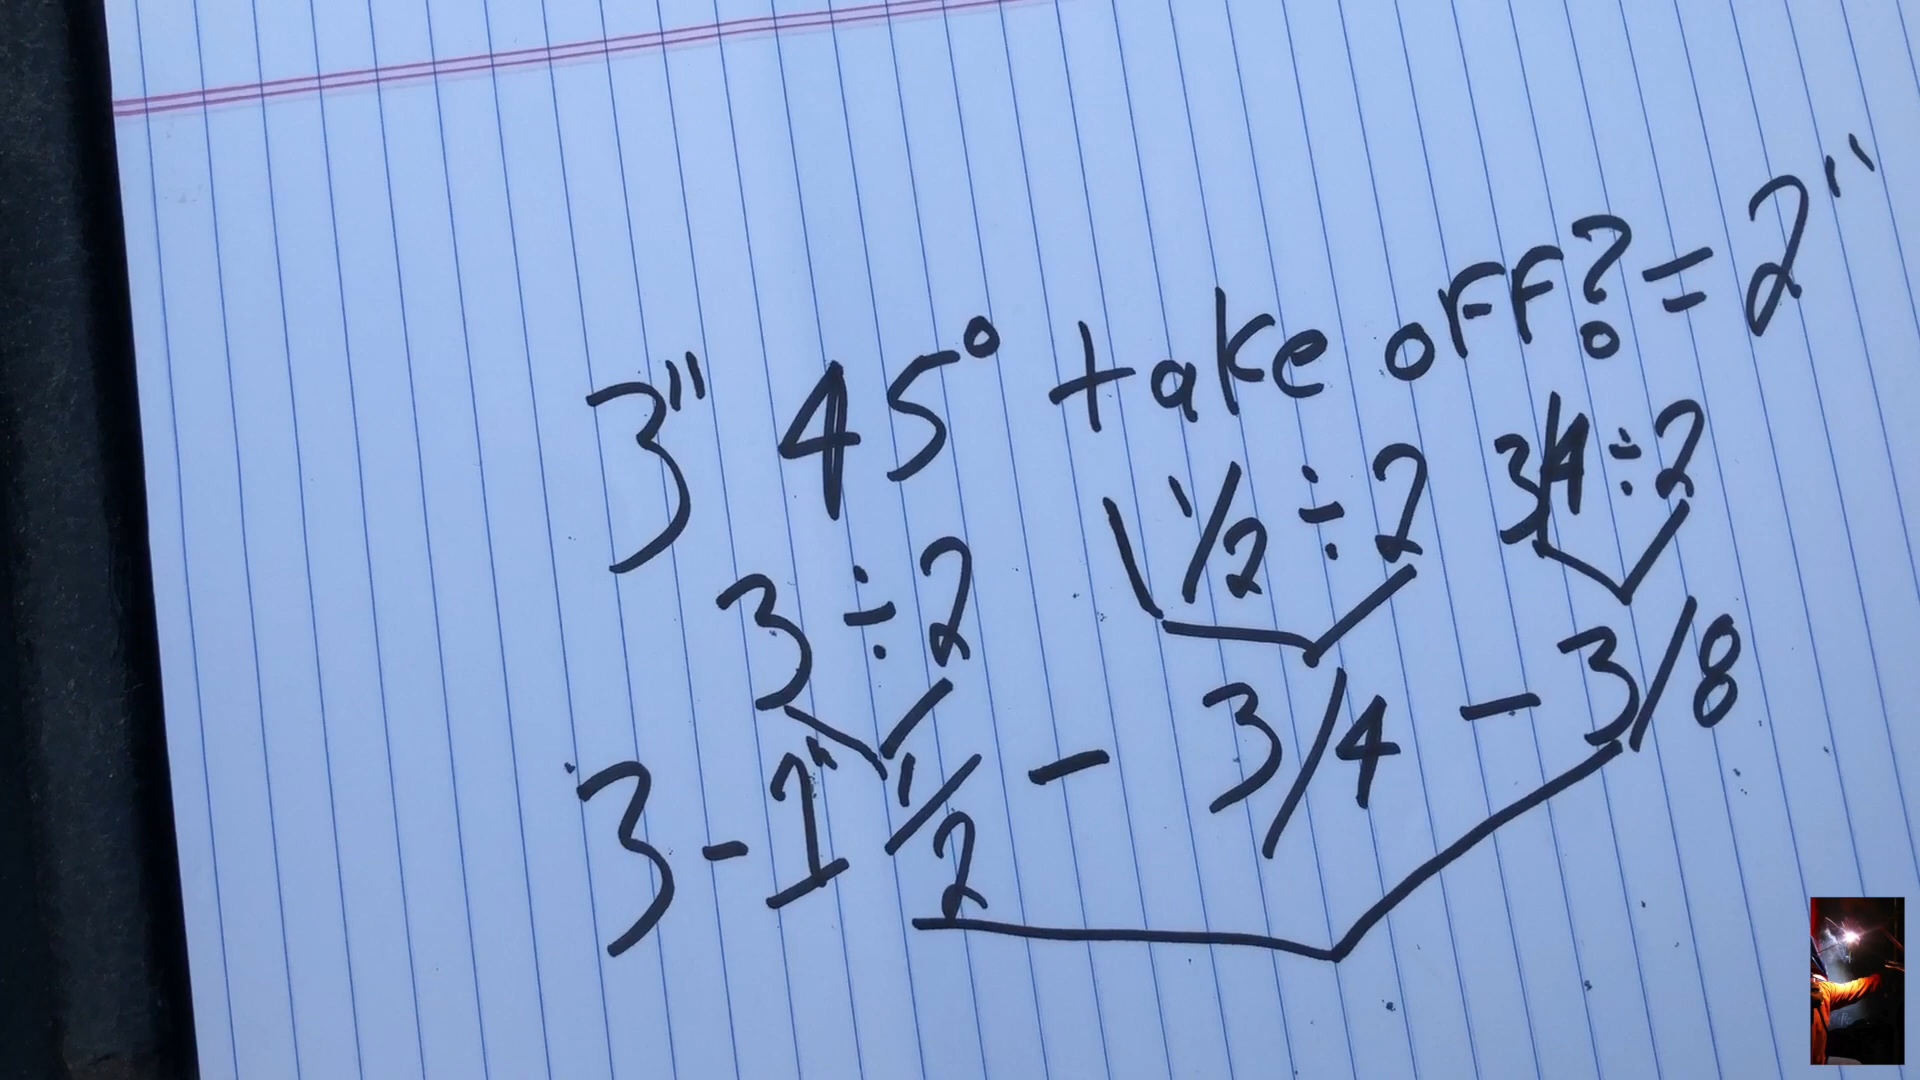 3" 45° take off? = 2"
3 ÷ 2 1 1/2 ÷ 2 3/4 ÷ 2
3 - 1" 1/2 - 3/4 - 3/8